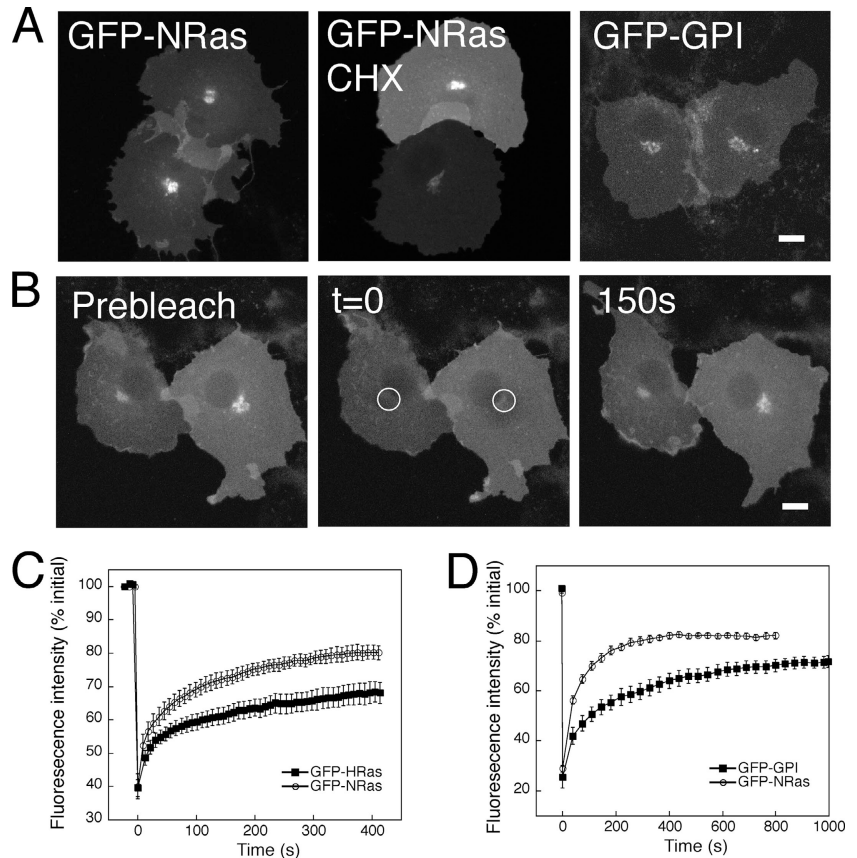 A
GFP-NRas
GFP-NRas
CHX
GFP-GPI
B
Prebleach
t=0
150s
C
Fluoresecence intensity (% initial)
100
90
80
70
60
50
40
30
0
100
200
300
400
Time (s)
GFP-HRas
GFP-NRas
D
Fluoresecence intensity (% initial)
100
80
60
40
20
0
200
400
600
800
1000
Time (s)
GFP-GPI
GFP-NRas